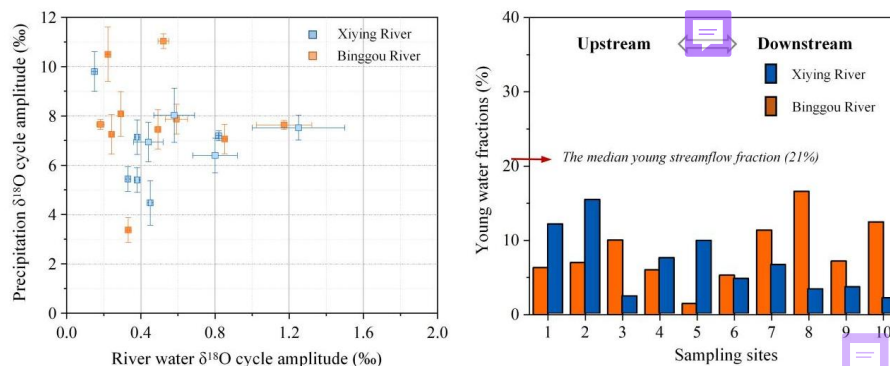 Precipitation δ¹⁸O cycle amplitude (‰)
12
10
8
6
4
2
0
0.0 0.4 0.8 1.2 1.6 2.0
River water δ¹⁸O cycle amplitude (‰)
Xiying River
Binggou River
Young water fractions (%)
40
30
20
10
0
Upstream Downstream
Xiying River
Binggou River
The median young streamflow fraction (21%)
1 2 3 4 5 6 7 8 9 10
Sampling sites